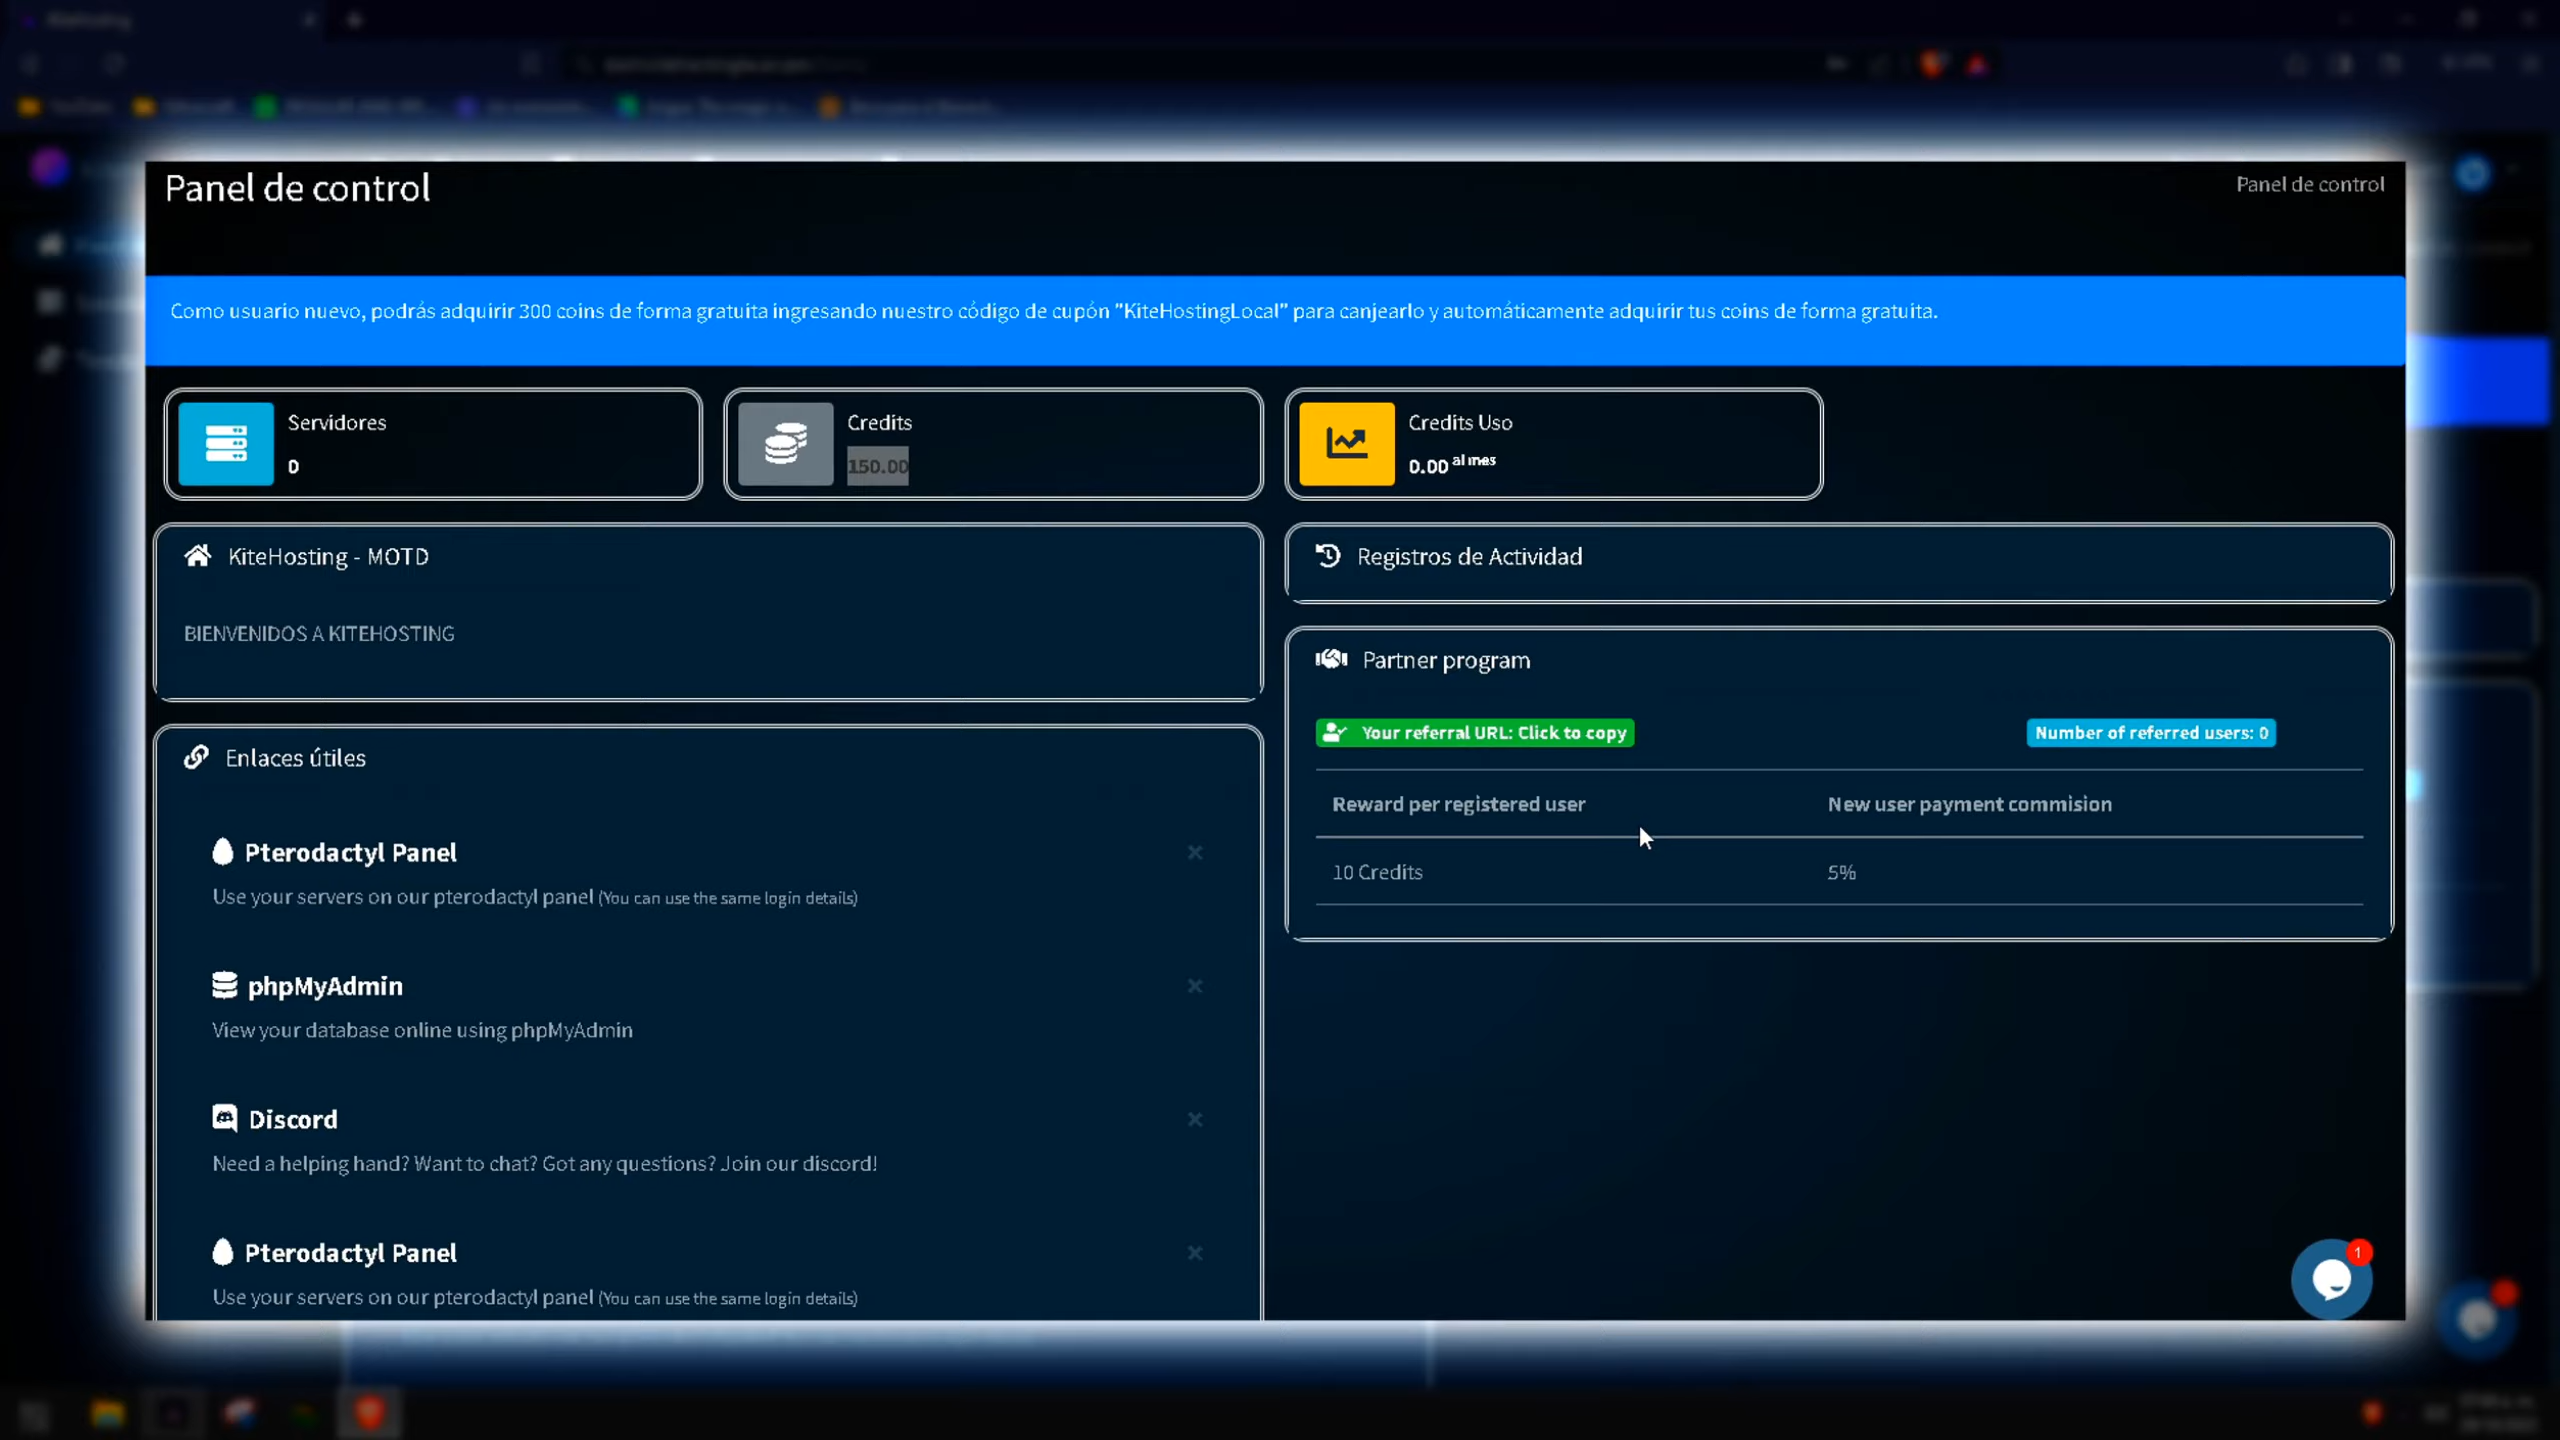 Panel de control
Panel de control
Como usuario nuevo, podrás adquirir 300 coins de forma gratuita ingresando nuestro código de cupón "KiteHostingLocal" para canjearlo y automáticamente adquirir tus coins de forma gratuita.
Servidores
0
Credits
150.00
Credits Uso
0.00 al mes
KiteHosting - MOTD
BIENVENIDOS A KITEHOSTING
Registros de Actividad
Partner program
Your referral URL: Click to copy
Number of referred users: 0
Reward per registered user
New user payment commision
10 Credits
5%
Enlaces útiles
Pterodactyl Panel
Use your servers on our pterodactyl panel (You can use the same login details)
phpMyAdmin
View your database online using phpMyAdmin
Discord
Need a helping hand? Want to chat? Got any questions? Join our discord!
Pterodactyl Panel
Use your servers on our pterodactyl panel (You can use the same login details)
1